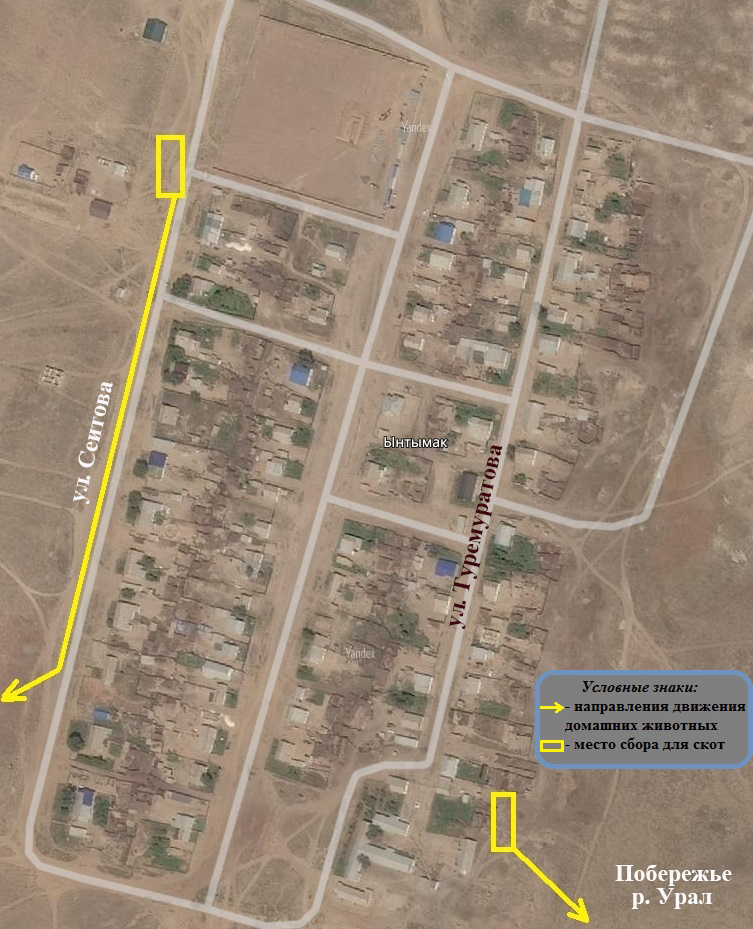 Yandex
ул. Сеитова
Ынтымак
ул. Туремуратова
Yandex
Условные знаки:
- направления движения
домашних животных
- место сбора для скот
Побережье
р. Урал